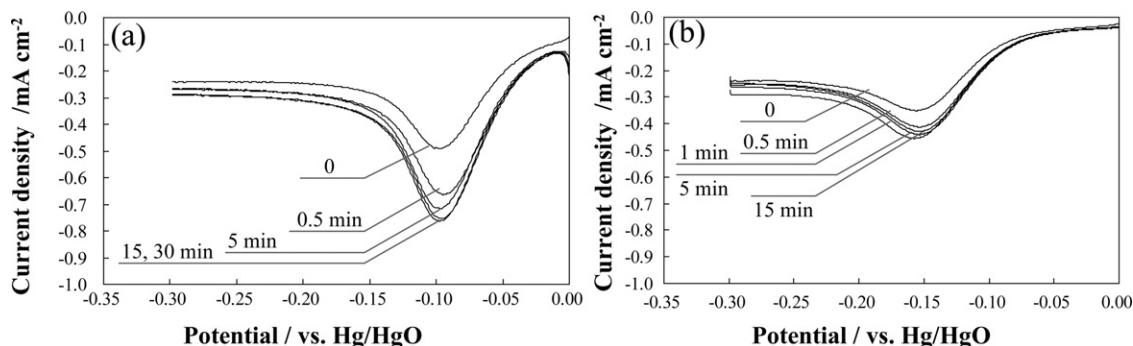 (a)
0.0
-0.1
-0.2
-0.3
-0.4
-0.5
-0.6
-0.7
-0.8
-0.9
-1.0
Current density /mA cm-2
0
0.5 min
5 min
15, 30 min
-0.35 -0.30 -0.25 -0.20 -0.15 -0.10 -0.05 0.00
Potential / vs. Hg/HgO
(b)
0.0
-0.1
-0.2
-0.3
-0.4
-0.5
-0.6
-0.7
-0.8
-0.9
-1.0
Current density /mA cm-2
0
0.5 min
1 min
5 min
15 min
-0.35 -0.30 -0.25 -0.20 -0.15 -0.10 -0.05 0.00
Potential / vs. Hg/HgO